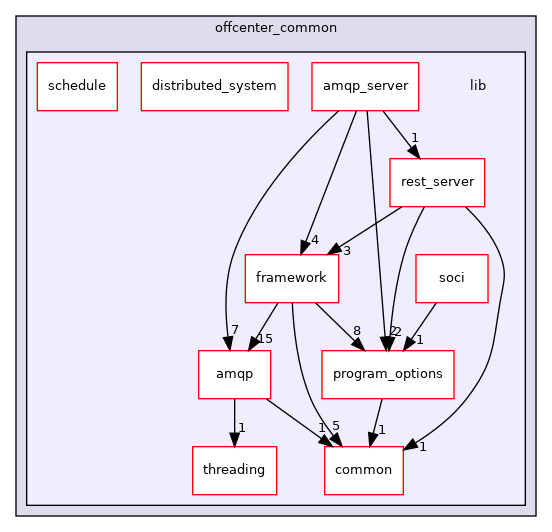 offcenter_common
schedule
distributed_system
amqp_server
lib
1
rest_server
4
3
framework
soci
7
15
8
2
2
1
amqp
program_options
1
1
5
1
1
threading
common